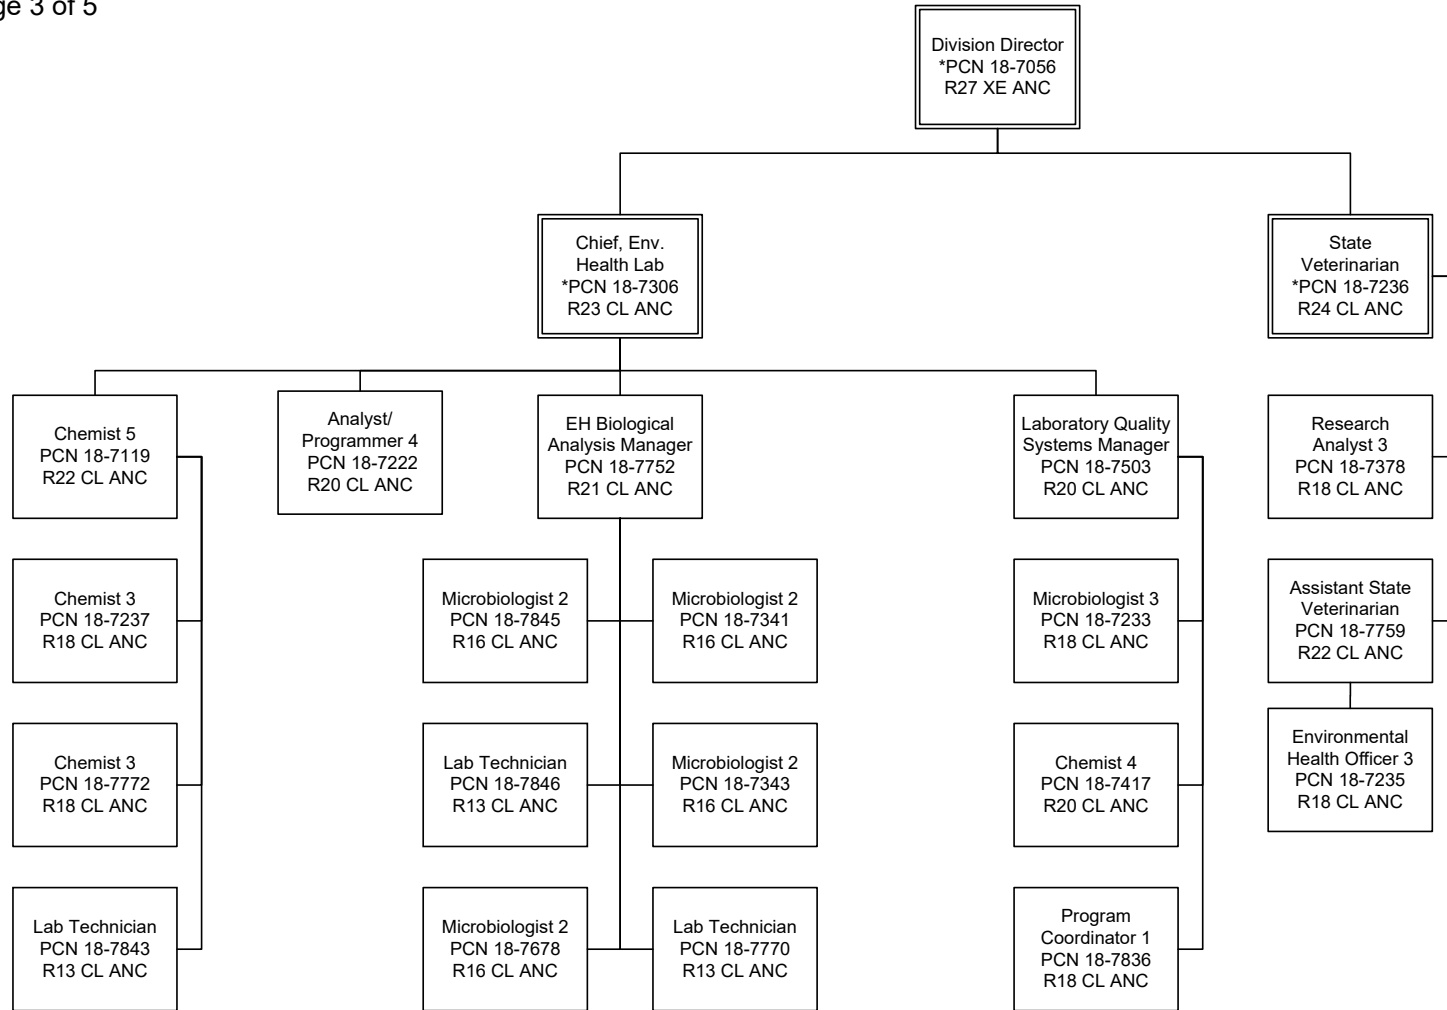 ge 3 of 5
Division Director
*PCN 18-7056
R27 XE ANC
Chief, Env.
Health Lab
*PCN 18-7306
R23 CL ANC
State
Veterinarian
*PCN 18-7236
R24 CL ANC
Chemist 5
PCN 18-7119
R22 CL ANC
Analyst/
Programmer 4
PCN 18-7222
R20 CL ANC
EH Biological
Analysis Manager
PCN 18-7752
R21 CL ANC
Laboratory Quality
Systems Manager
PCN 18-7503
R20 CL ANC
Research
Analyst 3
PCN 18-7378
R18 CL ANC
Chemist 3
PCN 18-7237
R18 CL ANC
Microbiologist 2
PCN 18-7845
R16 CL ANC
Microbiologist 2
PCN 18-7341
R16 CL ANC
Microbiologist 3
PCN 18-7233
R18 CL ANC
Assistant State
Veterinarian
PCN 18-7759
R22 CL ANC
Chemist 3
PCN 18-7772
R18 CL ANC
Lab Technician
PCN 18-7846
R13 CL ANC
Microbiologist 2
PCN 18-7343
R16 CL ANC
Chemist 4
PCN 18-7417
R20 CL ANC
Environmental
Health Officer 3
PCN 18-7235
R18 CL ANC
Lab Technician
PCN 18-7843
R13 CL ANC
Microbiologist 2
PCN 18-7678
R16 CL ANC
Lab Technician
PCN 18-7770
R13 CL ANC
Program
Coordinator 1
PCN 18-7836
R18 CL ANC